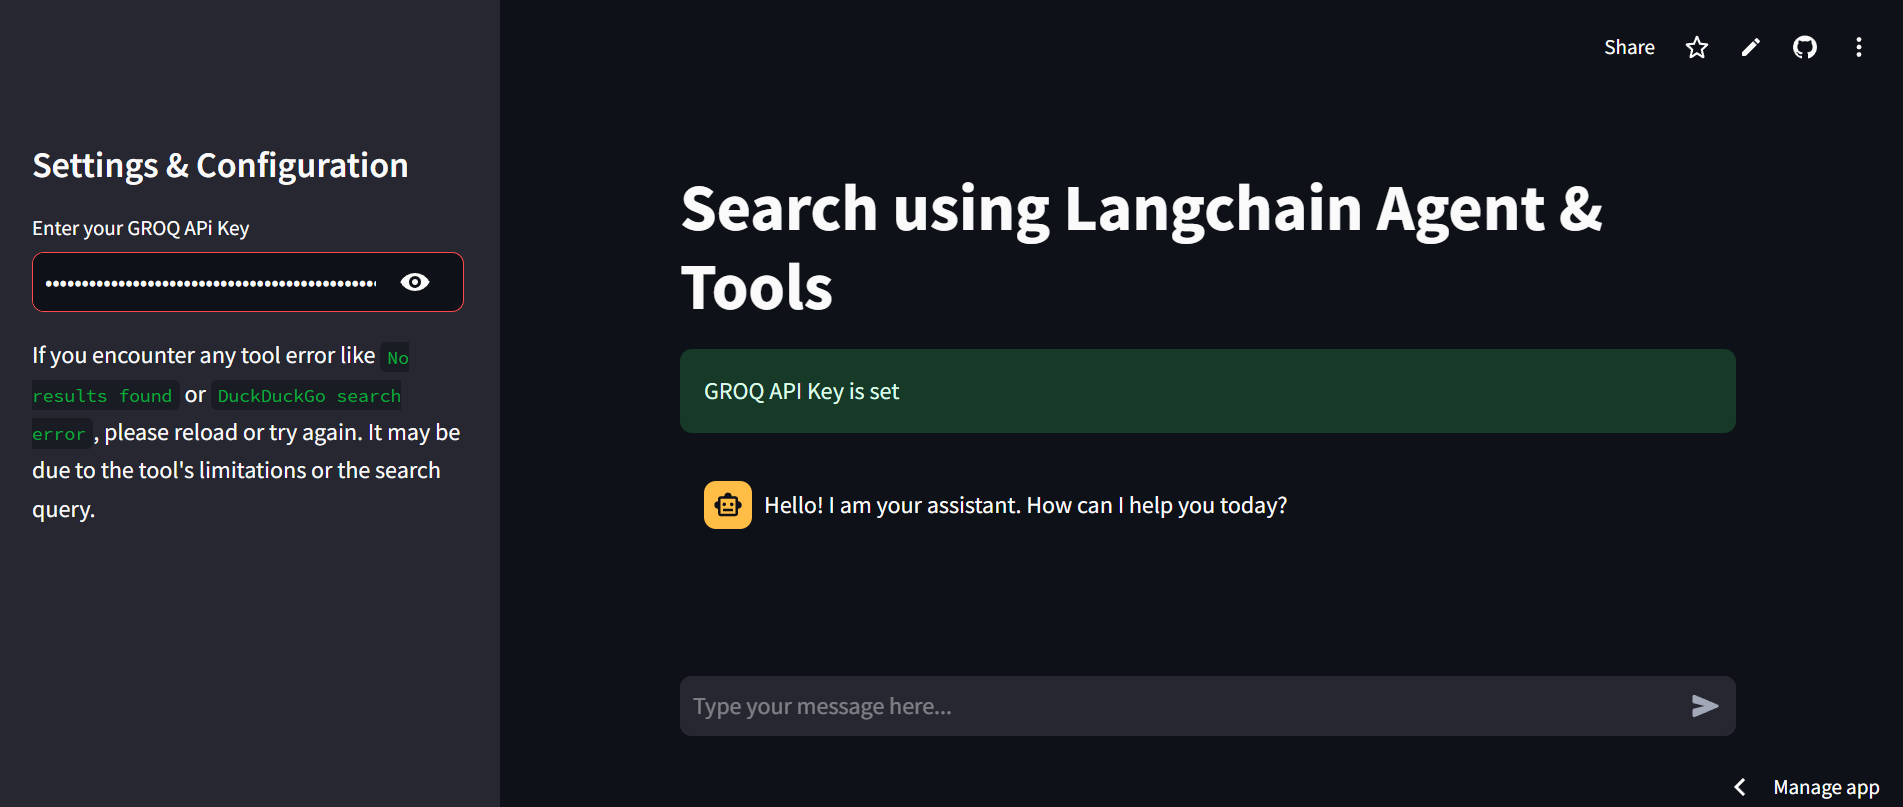 Share
Settings & Configuration
Enter your GROQ APi Key
If you encounter any tool error like No
results found or DuckDuckGo search
error, please reload or try again. It may be
due to the tool's limitations or the search
query.
Search using Langchain Agent &
Tools
GROQ API Key is set
Hello! I am your assistant. How can I help you today?
Type your message here...
Manage app